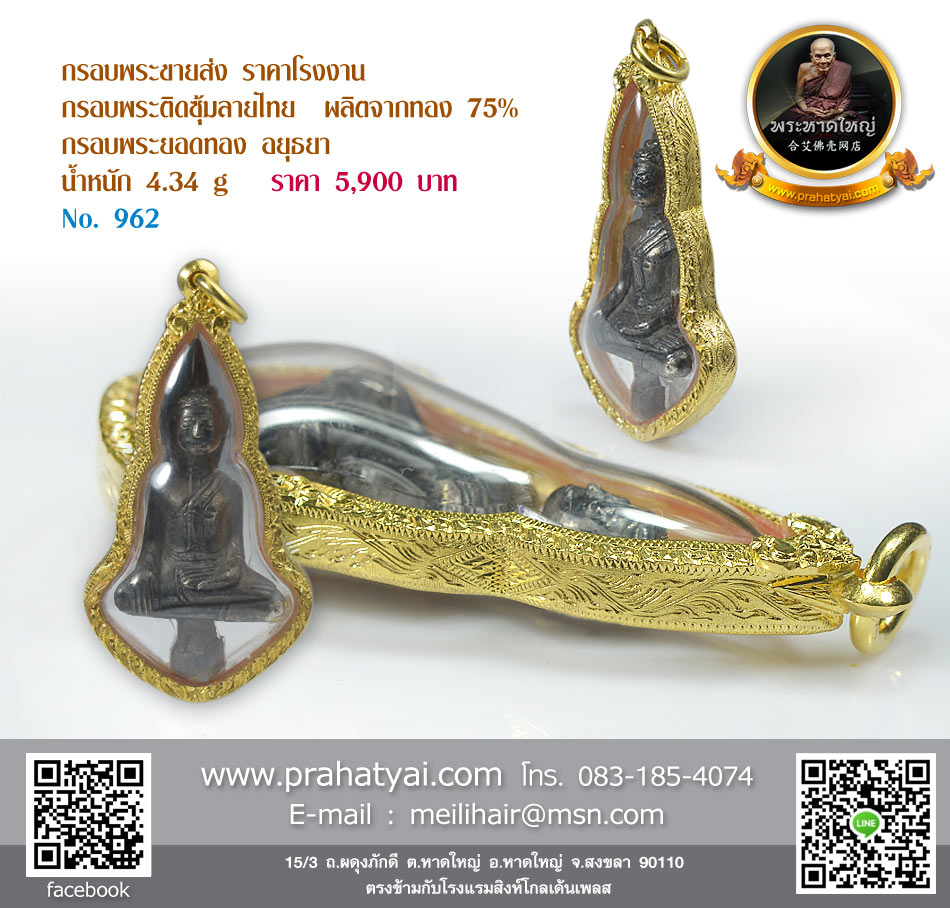 กรอบพระขายส่ง ราคาโรงงาน
กรอบพระติดซุ้มลายไทย ผลิตจากทอง 75%
กรอบพระยอดทอง อยุธยา
น้ำหนัก 4.34 g ราคา 5,900 บาท
No. 962
พระหาดใหญ่
合艾佛壳网店
www.prahatyai.com
www.prahatyai.com โทร. 083-185-4074
E-mail : meilihair@msn.com
15/3 ถ.ผดุงภักดี ต.หาดใหญ่ อ.หาดใหญ่ จ.สงขลา 90110
ตรงข้ามกับโรงแรมสิงห์โกลเด้นเพลส
facebook
LINE